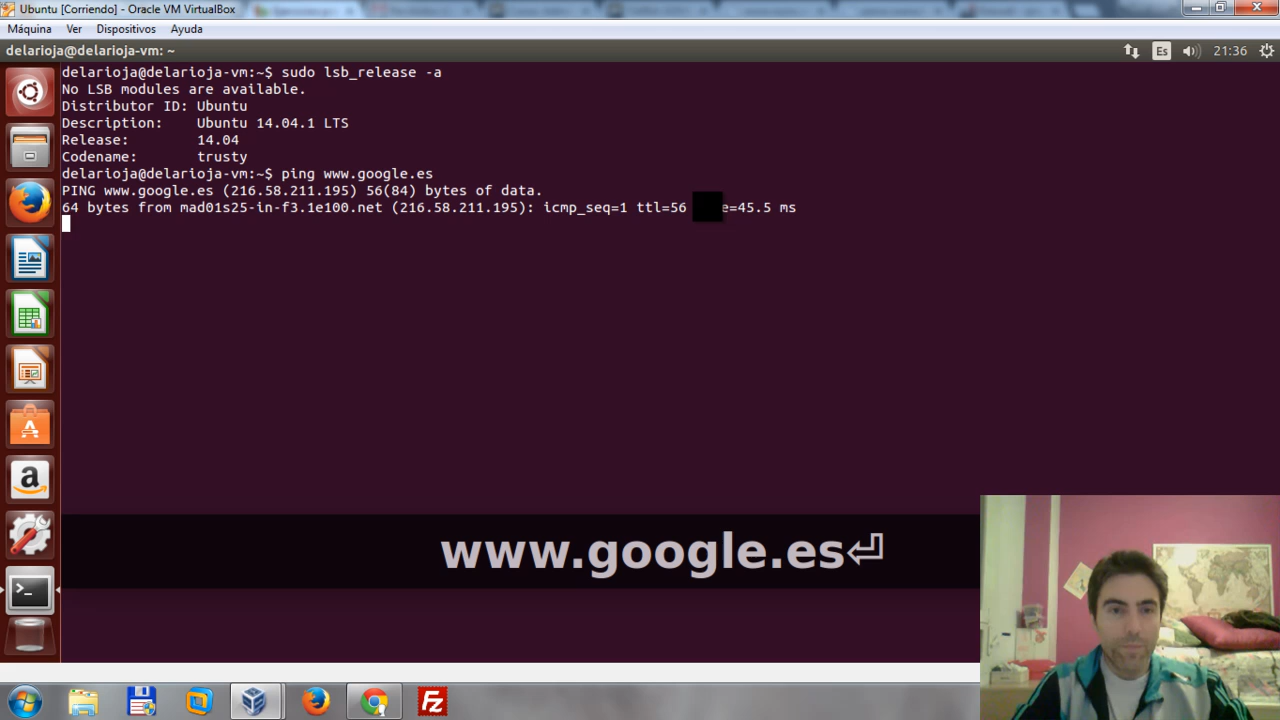 Ubuntu [Corriendo] - Oracle VM VirtualBox
Máquina Ver Dispositivos Ayuda
delarioja@delarioja-vm: ~
Es 21:36
delarioja@delarioja-vm:~$ sudo lsb_release -a
No LSB modules are available.
Distributor ID: Ubuntu
Description: Ubuntu 14.04.1 LTS
Release: 14.04
Codename: trusty
delarioja@delarioja-vm:~$ ping www.google.es
PING www.google.es (216.58.211.195) 56(84) bytes of data.
64 bytes from mad01s25-in-f3.1e100.net (216.58.211.195): icmp_seq=1 ttl=56 e=45.5 ms
www.google.es⏎